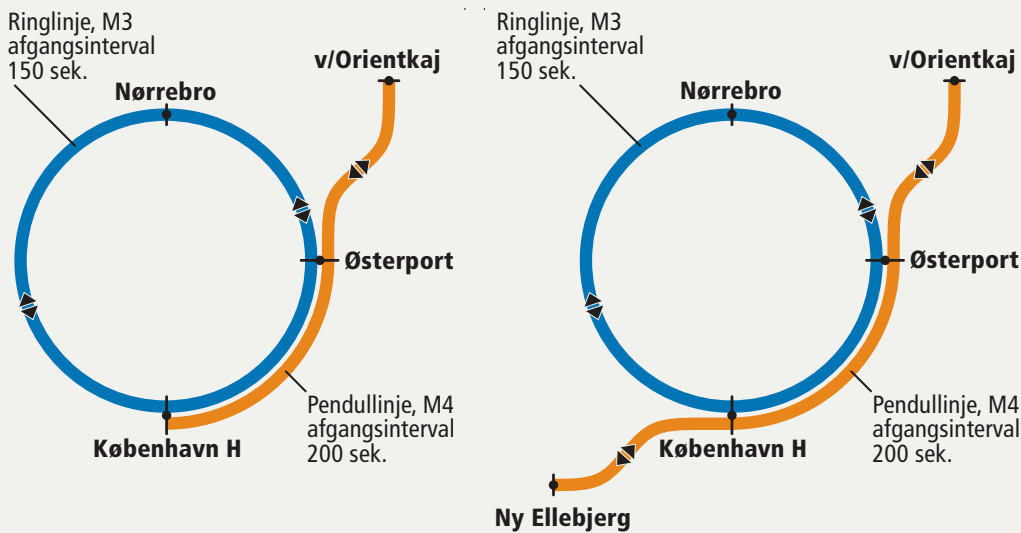 Ringlinje, M3
afgangsinterval
150 sek.
v/Orientkaj
Nørrebro
Østerport
Pendullinje, M4
afgangsinterval
200 sek.
København H
Ringlinje, M3
afgangsinterval
150 sek.
v/Orientkaj
Nørrebro
Østerport
Pendullinje, M4
afgangsinterval
200 sek.
København H
Ny Ellebjerg